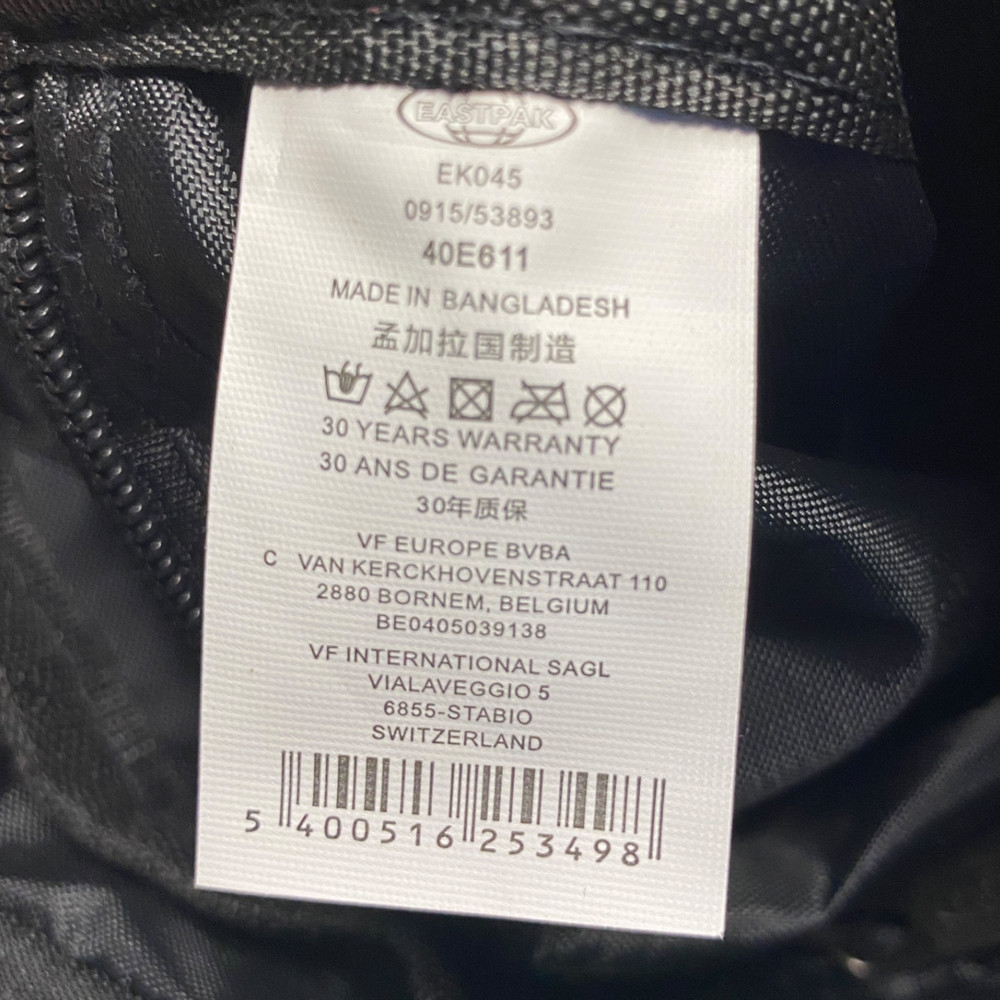 EASTPAK
EK045
0915/53893
40E611
MADE IN BANGLADESH
孟加拉国制造
30 YEARS WARRANTY
30 ANS DE GARANTIE
30年质保
VF EUROPE BVBA
C VAN KERCKHOVENSTRAAT 110
2880 BORNEM, BELGIUM
BE0405039138
VF INTERNATIONAL SAGL
VIALAVEGGIO 5
6855-STABIO
SWITZERLAND
5 400516 253498